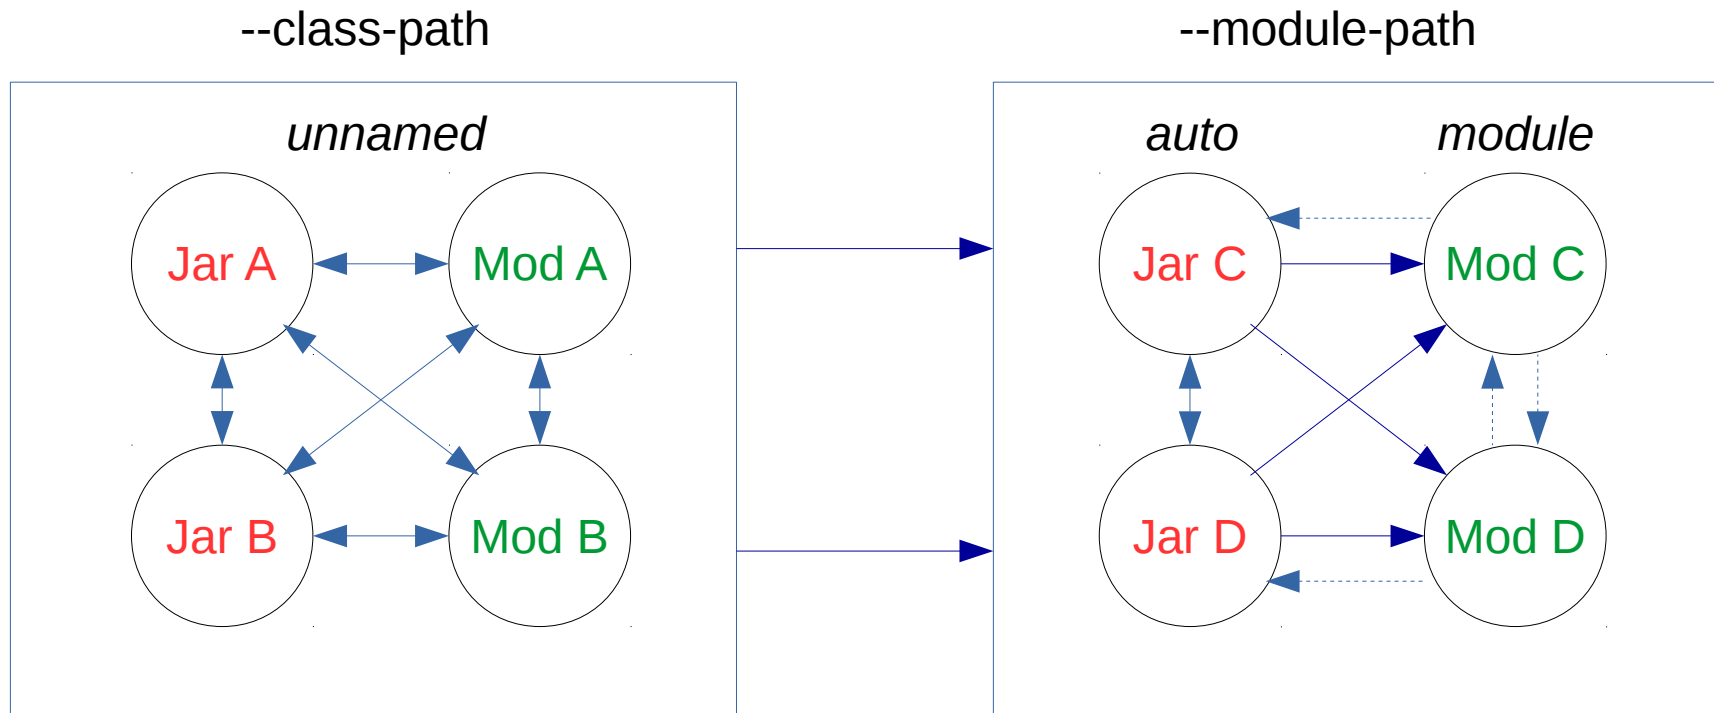 --class-path
--module-path
unnamed
auto
module
Jar A
Mod A
Jar C
Mod C
Jar B
Mod B
Jar D
Mod D